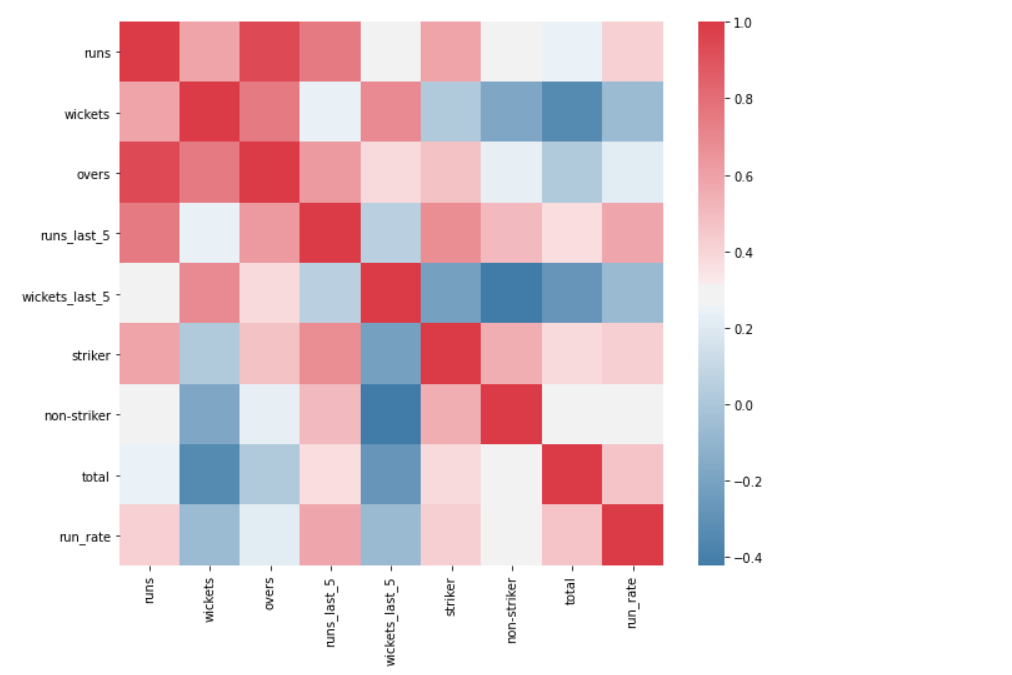 runs
wickets
overs
runs_last_5
wickets_last_5
striker
non-striker
total
run_rate
runs
wickets
overs
runs_last_5
wickets_last_5
striker
non-striker
total
run_rate
1.0
0.8
0.6
0.4
0.2
0.0
−0.2
−0.4